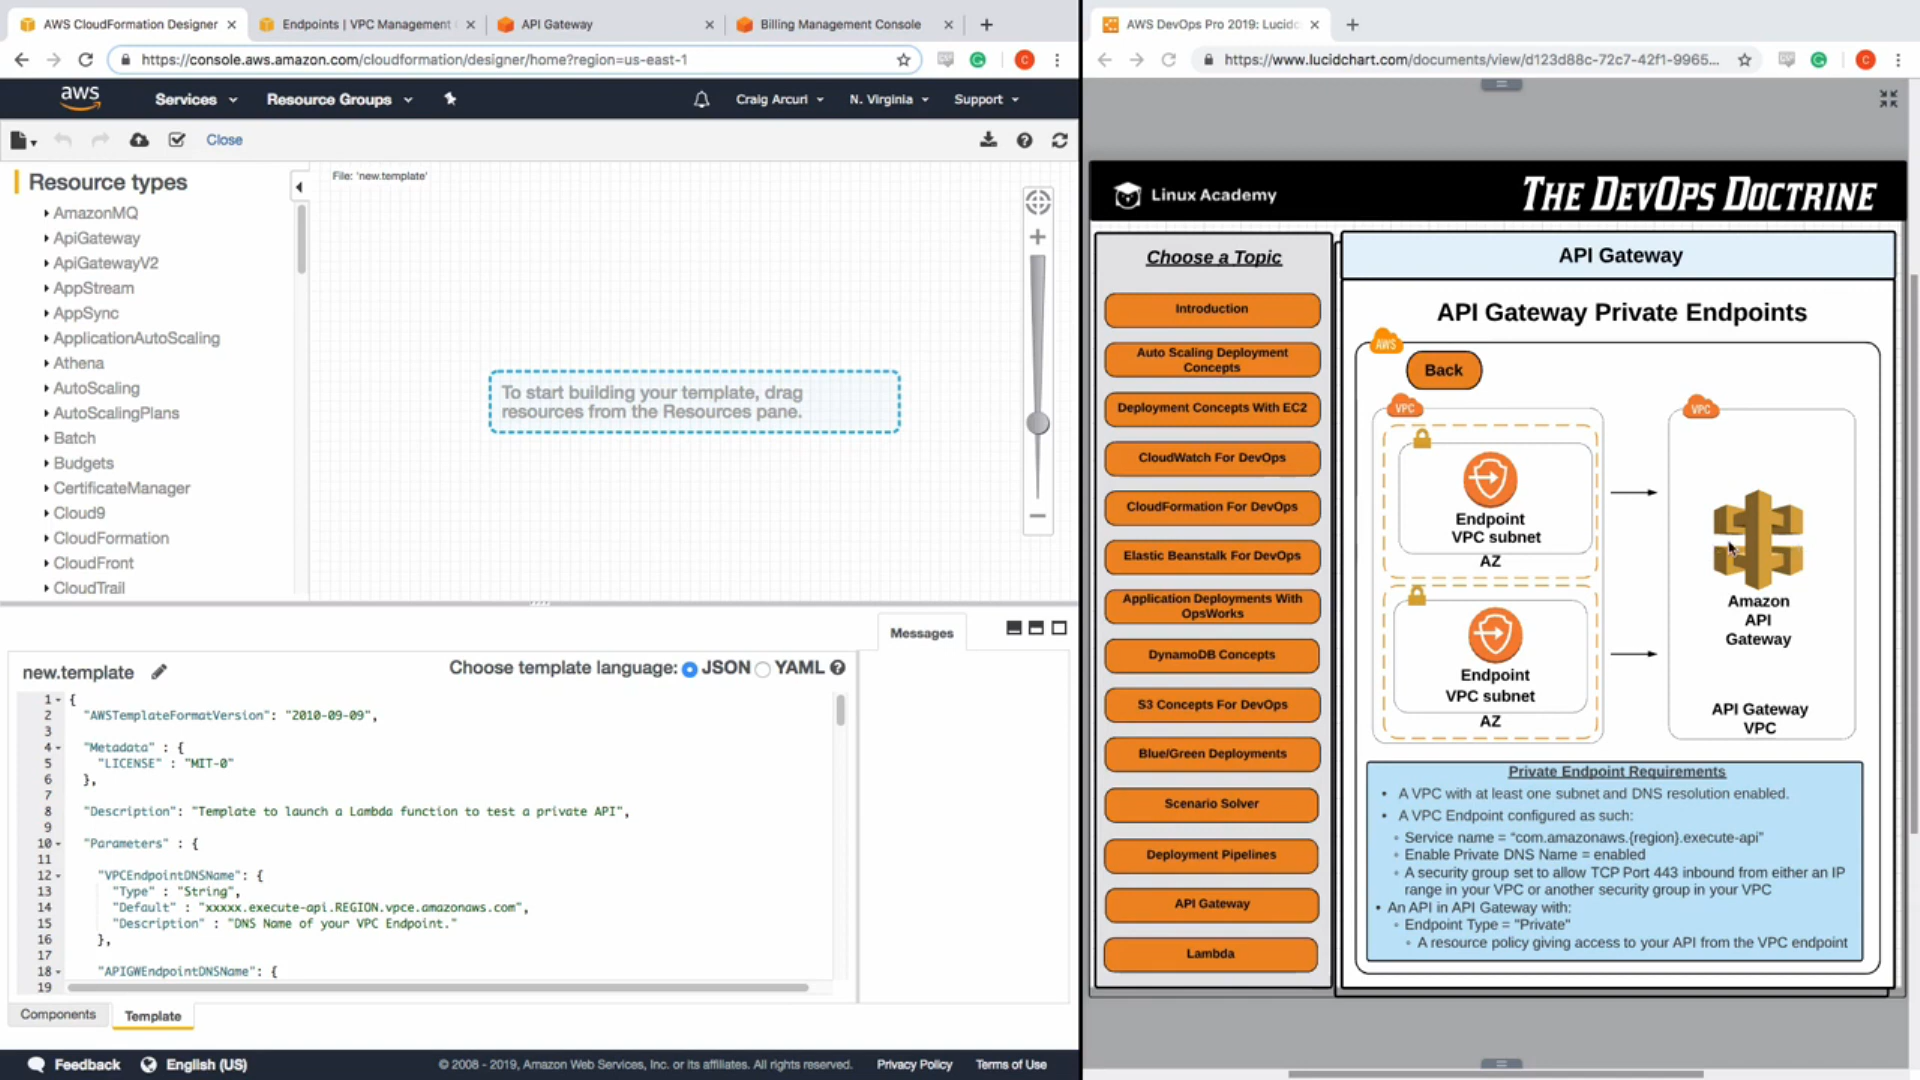 AWS CloudFormation Designer
Endpoints | VPC Management
API Gateway
Billing Management Console
https://console.aws.amazon.com/cloudformation/designer/home?region=us-east-1
C
aws
Services
Resource Groups
Craig Arcuri
N. Virginia
Support
Close
Resource types
AmazonMQ
ApiGateway
ApiGatewayV2
AppStream
AppSync
ApplicationAutoScaling
Athena
AutoScaling
AutoScalingPlans
Batch
Budgets
CertificateManager
Cloud9
CloudFormation
CloudFront
CloudTrail
File: 'new.template'
To start building your template, drag
resources from the Resources pane.
Messages
new.template
Choose template language: JSON YAML
1 {
2 "AWSTemplateFormatVersion": "2010-09-09",
3
4 "Metadata" : {
5 "LICENSE" : "MIT-0"
6 },
7
8 "Description": "Template to launch a Lambda function to test a private API",
9
10 "Parameters" : {
11
12 "VPCEndpointDNSName": {
13 "Type" : "String",
14 "Default" : "xxxxx.execute-api.REGION.vpce.amazonaws.com",
15 "Description" : "DNS Name of your VPC Endpoint."
16 },
17
18 "APIGWEndpointDNSName": {
19
Components
Template
Feedback
English (US)
© 2008 - 2019, Amazon Web Services, Inc. or its affiliates. All rights reserved.
Privacy Policy
Terms of Use
AWS DevOps Pro 2019: Lucidc
https://www.lucidchart.com/documents/view/d123d88c-72c7-42f1-9965...
C
Linux Academy
THE DEVOPS DOCTRINE
Choose a Topic
Introduction
Auto Scaling Deployment
Concepts
Deployment Concepts With EC2
CloudWatch For DevOps
CloudFormation For DevOps
Elastic Beanstalk For DevOps
Application Deployments With
OpsWorks
DynamoDB Concepts
S3 Concepts For DevOps
Blue/Green Deployments
Scenario Solver
Deployment Pipelines
API Gateway
Lambda
API Gateway
API Gateway Private Endpoints
AWS
Back
VPC
Endpoint
VPC subnet
AZ
Endpoint
VPC subnet
AZ
VPC
Amazon
API
Gateway
API Gateway
VPC
Private Endpoint Requirements
• A VPC with at least one subnet and DNS resolution enabled.
• A VPC Endpoint configured as such:
◦ Service name = "com.amazonaws.{region}.execute-api"
◦ Enable Private DNS Name = enabled
◦ A security group set to allow TCP Port 443 inbound from either an IP
range in your VPC or another security group in your VPC
• An API in API Gateway with:
◦ Endpoint Type = "Private"
◦ A resource policy giving access to your API from the VPC endpoint